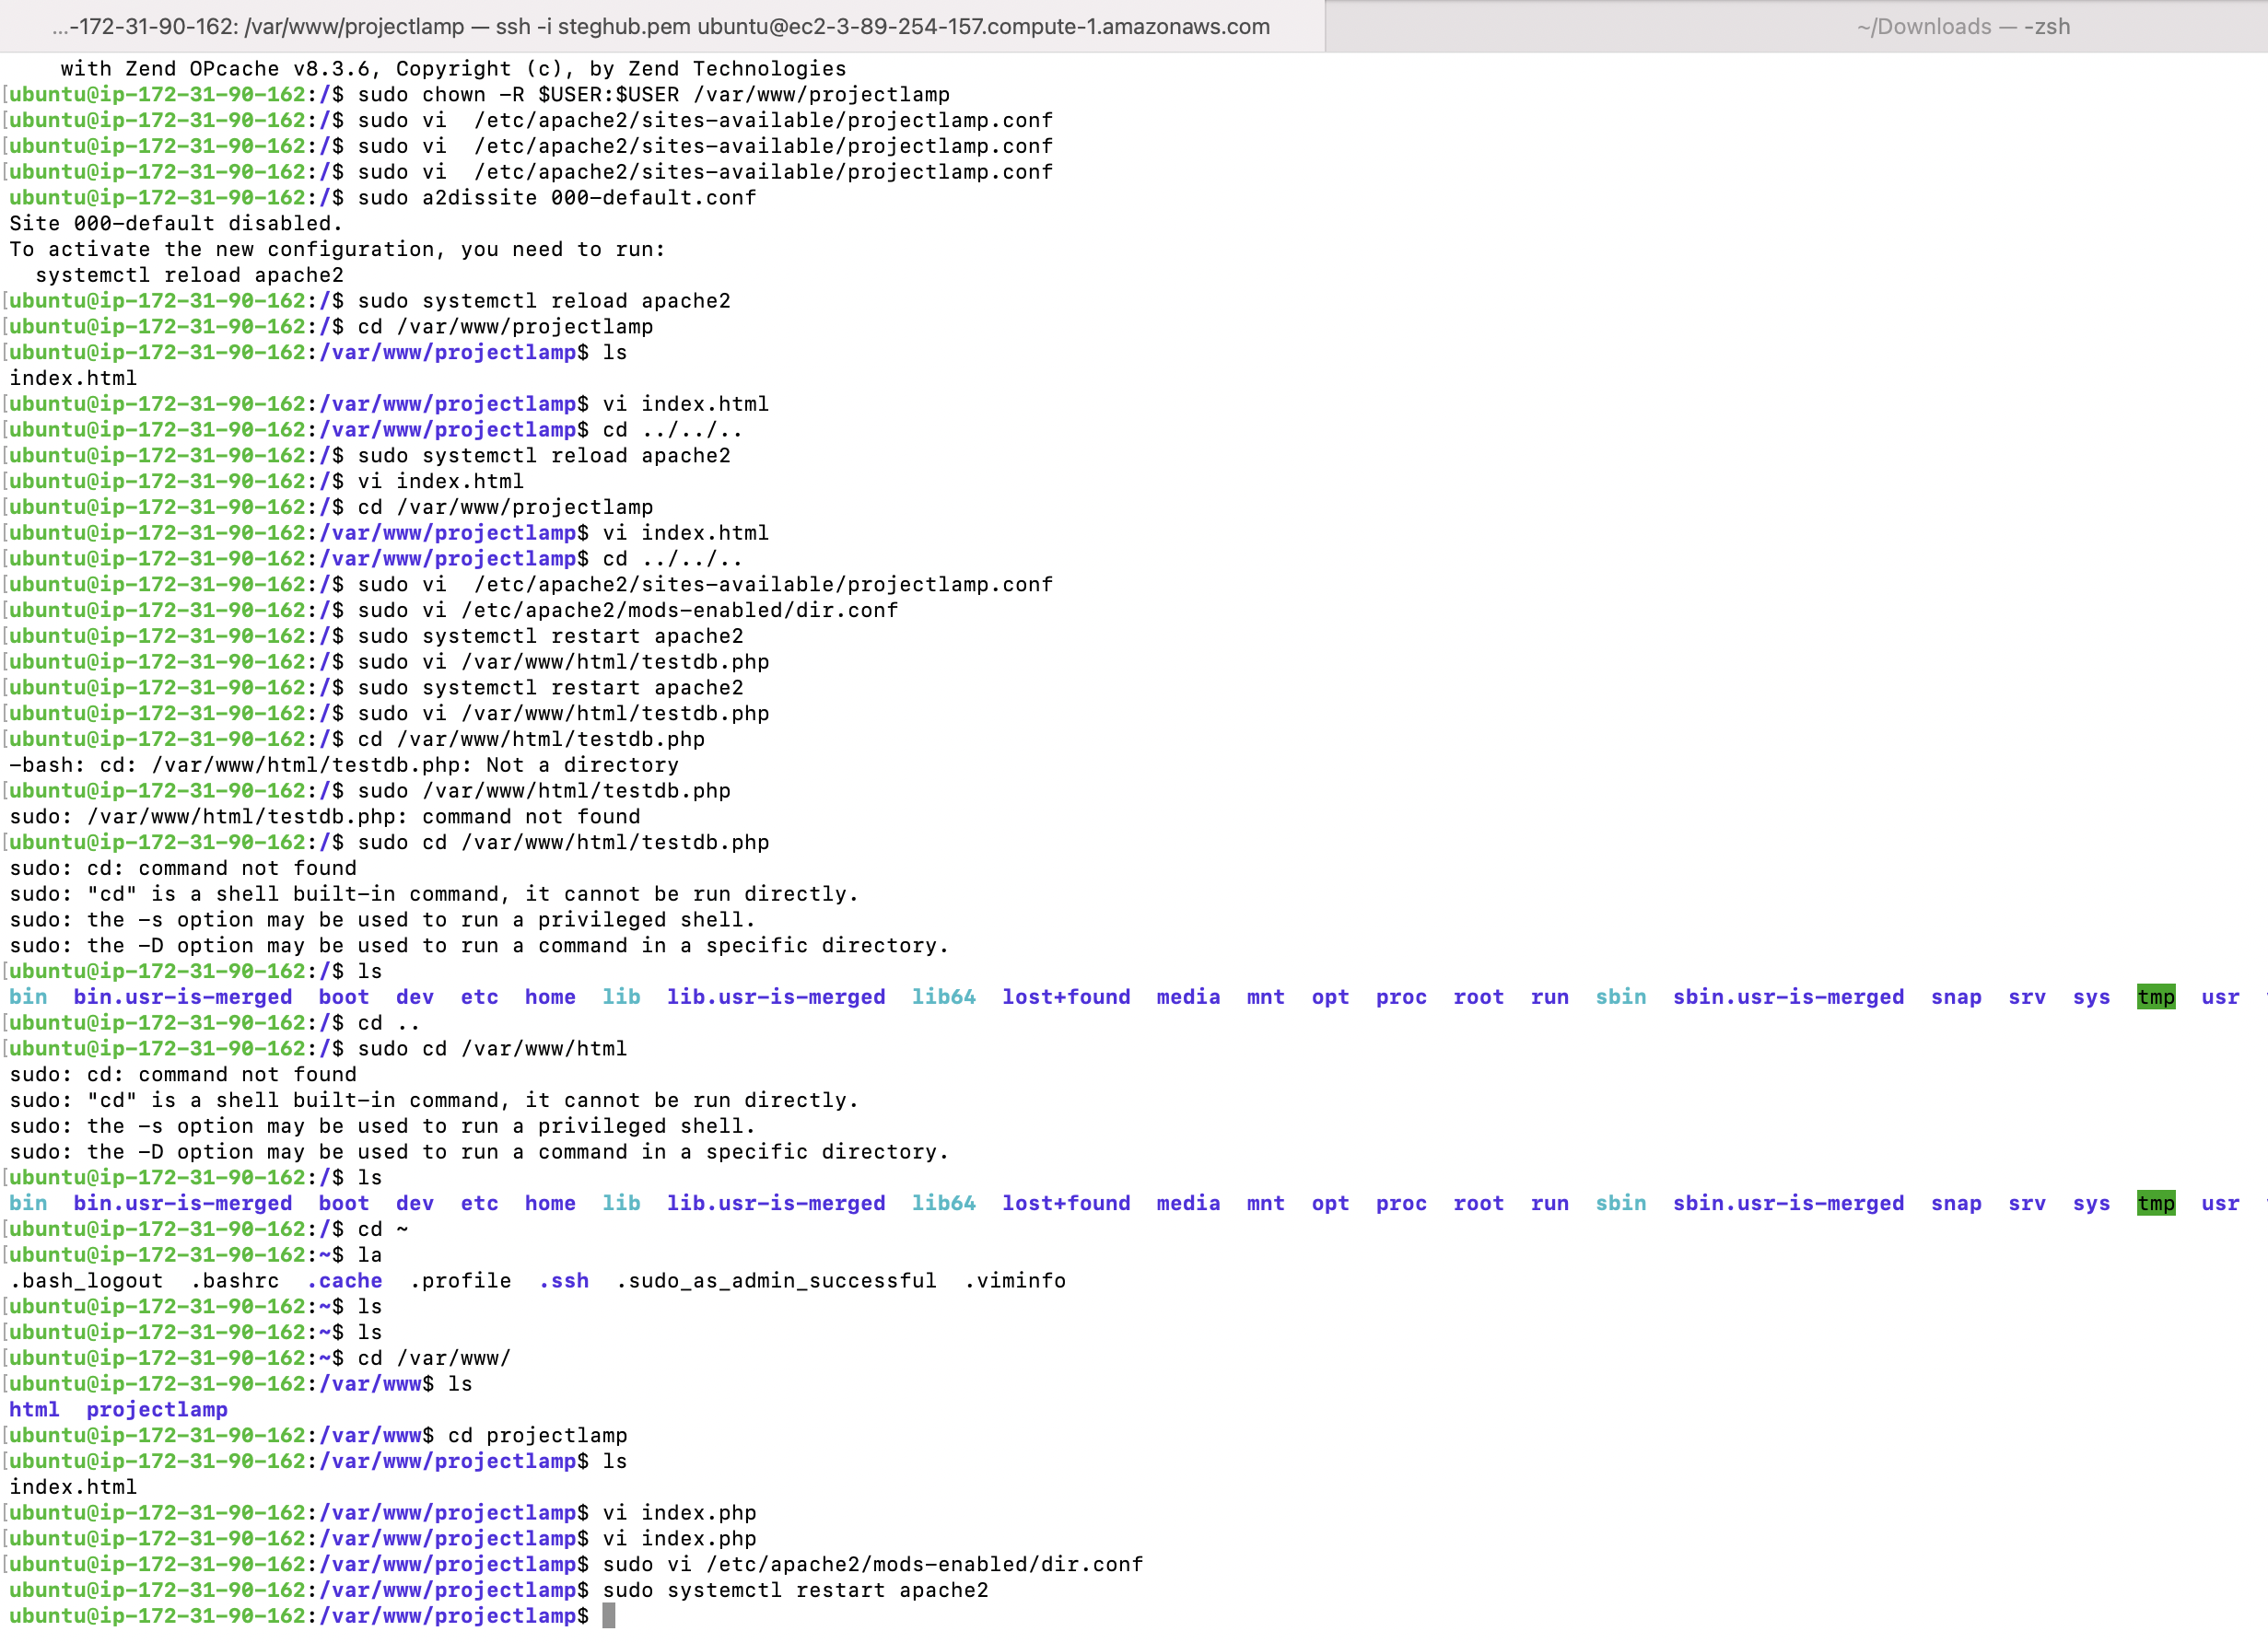 ...-172-31-90-162: /var/www/projectlamp — ssh -i steghub.pem ubuntu@ec2-3-89-254-157.compute-1.amazonaws.com
~/Downloads — -zsh
with Zend OPcache v8.3.6, Copyright (c), by Zend Technologies
[ubuntu@ip-172-31-90-162:/$ sudo chown -R $USER:$USER /var/www/projectlamp
[ubuntu@ip-172-31-90-162:/$ sudo vi  /etc/apache2/sites-available/projectlamp.conf
[ubuntu@ip-172-31-90-162:/$ sudo vi  /etc/apache2/sites-available/projectlamp.conf
[ubuntu@ip-172-31-90-162:/$ sudo vi  /etc/apache2/sites-available/projectlamp.conf
ubuntu@ip-172-31-90-162:/$ sudo a2dissite 000-default.conf
Site 000-default disabled.
To activate the new configuration, you need to run:
  systemctl reload apache2
[ubuntu@ip-172-31-90-162:/$ sudo systemctl reload apache2
[ubuntu@ip-172-31-90-162:/$ cd /var/www/projectlamp
[ubuntu@ip-172-31-90-162:/var/www/projectlamp$ ls
index.html
[ubuntu@ip-172-31-90-162:/var/www/projectlamp$ vi index.html
[ubuntu@ip-172-31-90-162:/var/www/projectlamp$ cd ../../..
[ubuntu@ip-172-31-90-162:/$ sudo systemctl reload apache2
[ubuntu@ip-172-31-90-162:/$ vi index.html
[ubuntu@ip-172-31-90-162:/$ cd /var/www/projectlamp
[ubuntu@ip-172-31-90-162:/var/www/projectlamp$ vi index.html
[ubuntu@ip-172-31-90-162:/var/www/projectlamp$ cd ../../..
[ubuntu@ip-172-31-90-162:/$ sudo vi  /etc/apache2/sites-available/projectlamp.conf
[ubuntu@ip-172-31-90-162:/$ sudo vi /etc/apache2/mods-enabled/dir.conf
[ubuntu@ip-172-31-90-162:/$ sudo systemctl restart apache2
[ubuntu@ip-172-31-90-162:/$ sudo vi /var/www/html/testdb.php
[ubuntu@ip-172-31-90-162:/$ sudo systemctl restart apache2
[ubuntu@ip-172-31-90-162:/$ sudo vi /var/www/html/testdb.php
[ubuntu@ip-172-31-90-162:/$ cd /var/www/html/testdb.php
-bash: cd: /var/www/html/testdb.php: Not a directory
[ubuntu@ip-172-31-90-162:/$ sudo /var/www/html/testdb.php
sudo: /var/www/html/testdb.php: command not found
[ubuntu@ip-172-31-90-162:/$ sudo cd /var/www/html/testdb.php
sudo: cd: command not found
sudo: "cd" is a shell built-in command, it cannot be run directly.
sudo: the -s option may be used to run a privileged shell.
sudo: the -D option may be used to run a command in a specific directory.
[ubuntu@ip-172-31-90-162:/$ ls
bin  bin.usr-is-merged  boot  dev  etc  home  lib  lib.usr-is-merged  lib64  lost+found  media  mnt  opt  proc  root  run  sbin  sbin.usr-is-merged  snap  srv  sys  tmp  usr
[ubuntu@ip-172-31-90-162:/$ cd ..
[ubuntu@ip-172-31-90-162:/$ sudo cd /var/www/html
sudo: cd: command not found
sudo: "cd" is a shell built-in command, it cannot be run directly.
sudo: the -s option may be used to run a privileged shell.
sudo: the -D option may be used to run a command in a specific directory.
[ubuntu@ip-172-31-90-162:/$ ls
bin  bin.usr-is-merged  boot  dev  etc  home  lib  lib.usr-is-merged  lib64  lost+found  media  mnt  opt  proc  root  run  sbin  sbin.usr-is-merged  snap  srv  sys  tmp  usr
[ubuntu@ip-172-31-90-162:/$ cd ~
[ubuntu@ip-172-31-90-162:~$ la
.bash_logout  .bashrc  .cache  .profile  .ssh  .sudo_as_admin_successful  .viminfo
[ubuntu@ip-172-31-90-162:~$ ls
[ubuntu@ip-172-31-90-162:~$ ls
[ubuntu@ip-172-31-90-162:~$ cd /var/www/
[ubuntu@ip-172-31-90-162:/var/www$ ls
html  projectlamp
[ubuntu@ip-172-31-90-162:/var/www$ cd projectlamp
[ubuntu@ip-172-31-90-162:/var/www/projectlamp$ ls
index.html
[ubuntu@ip-172-31-90-162:/var/www/projectlamp$ vi index.php
[ubuntu@ip-172-31-90-162:/var/www/projectlamp$ vi index.php
[ubuntu@ip-172-31-90-162:/var/www/projectlamp$ sudo vi /etc/apache2/mods-enabled/dir.conf
ubuntu@ip-172-31-90-162:/var/www/projectlamp$ sudo systemctl restart apache2
ubuntu@ip-172-31-90-162:/var/www/projectlamp$